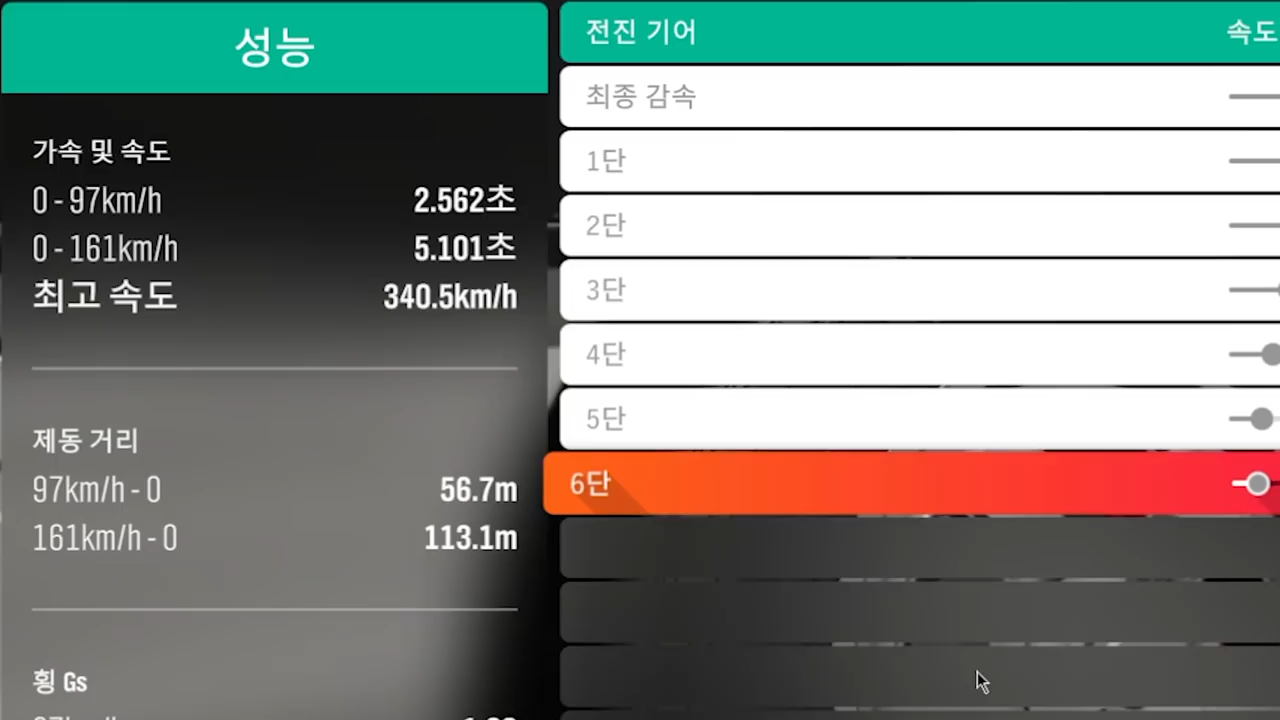 성능
가속 및 속도
0 - 97km/h 2.562초
0 - 161km/h 5.101초
최고 속도 340.5km/h
제동 거리
97km/h - 0 56.7m
161km/h - 0 113.1m
횡 Gs
전진 기어 속도
최종 감속
1단
2단
3단
4단
5단
6단